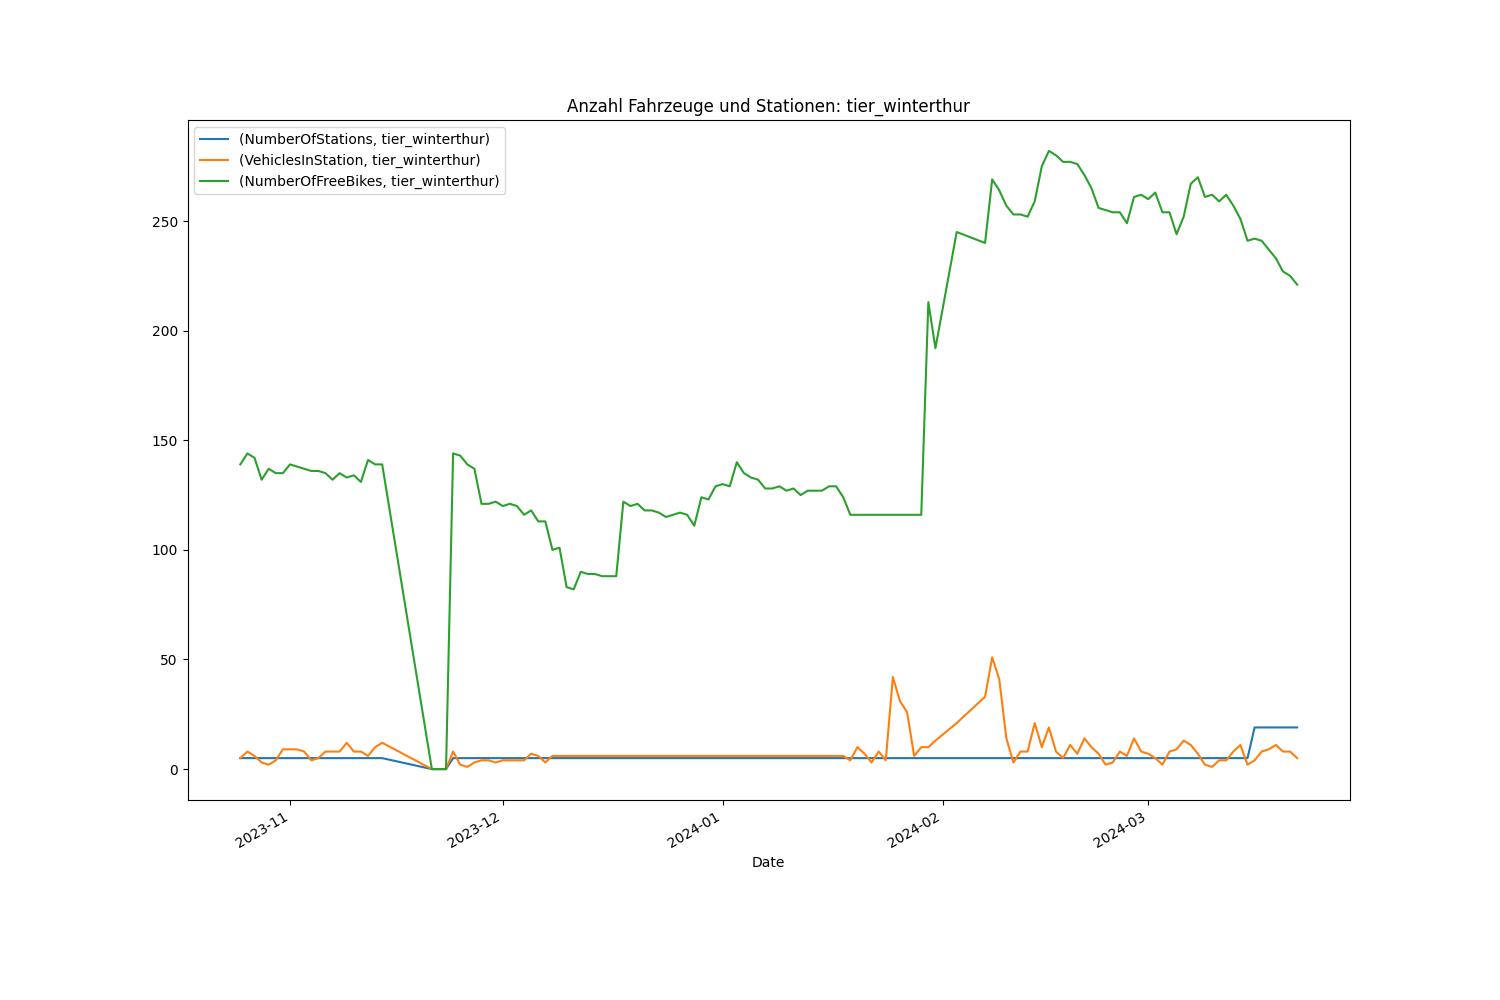 Anzahl Fahrzeuge und Stationen: tier_winterthur
(NumberOfStations, tier_winterthur)
(VehiclesInStation, tier_winterthur)
(NumberOfFreeBikes, tier_winterthur)
250
200
150
100
50
0
2023-11
2023-12
2024-01
2024-02
2024-03
Date